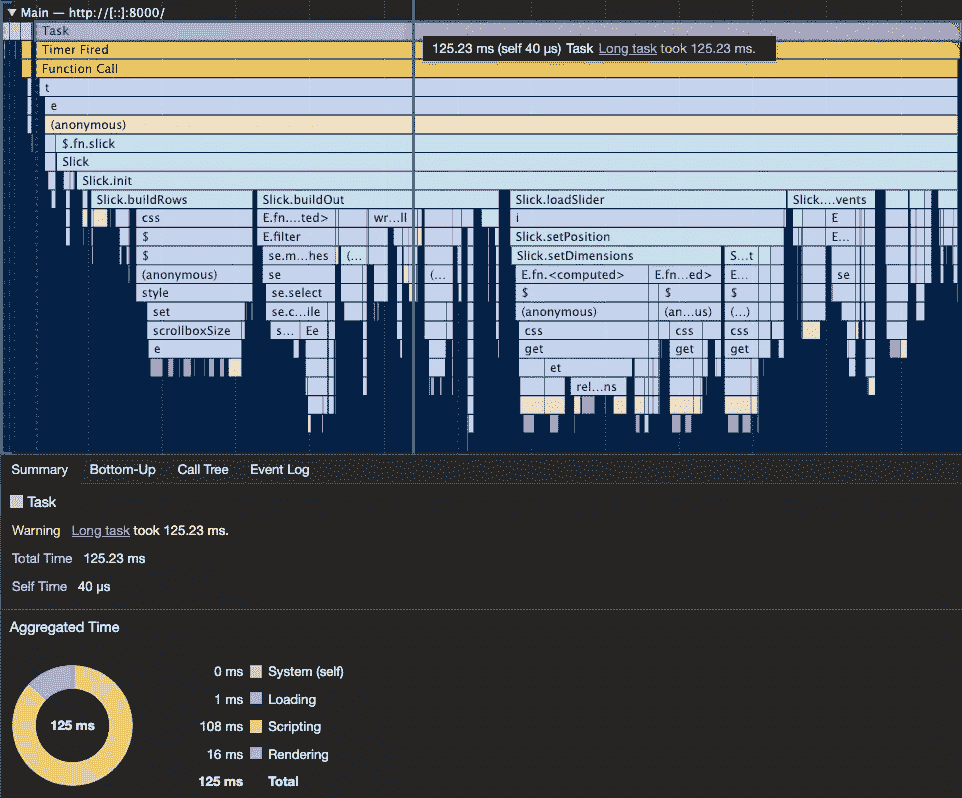 ▼ Main — http://[::]:8000/
Task
125.23 ms (self 40 µs) Task Long task took 125.23 ms.
Timer Fired
Function Call
t
e
(anonymous)
$.fn.slick
Slick
Slick.init
Slick.buildRows Slick.buildOut Slick.loadSlider Slick....vents
css E.fn....ted> wr...ll i E
$ E.filter Slick.setPosition E...
$ se.m...hes (... Slick.setDimensions S...t
(anonymous) se (... E.fn.<computed> E.fn...ed> E... se
style se.select $ $ $
set se.c...ile (anonymous) (an...us) (...)
scrollboxSize s... Ee css css css
e get get get
et
rel...ns
Summary Bottom-Up Call Tree Event Log
Task
Warning Long task took 125.23 ms.
Total Time 125.23 ms
Self Time 40 µs
Aggregated Time
0 ms System (self)
1 ms Loading
125 ms 108 ms Scripting
16 ms Rendering
125 ms Total